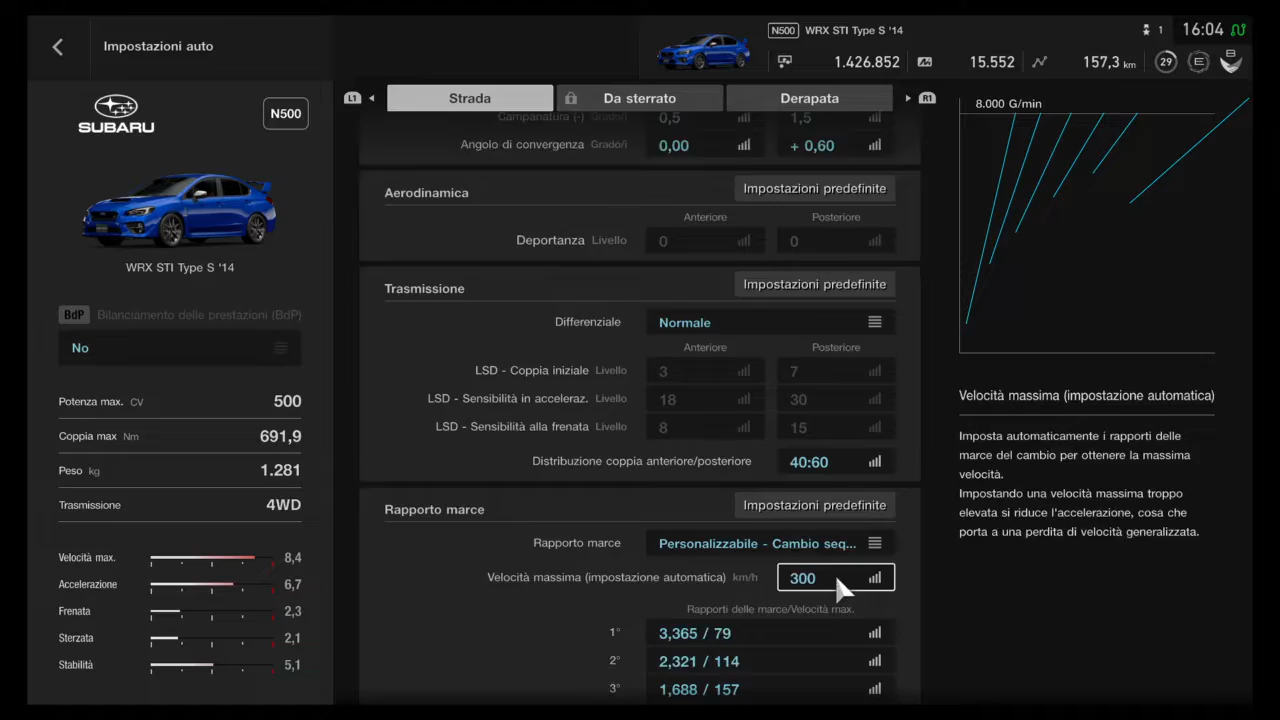 Impostazioni auto
N500 WRX STI Type S '14
1
16:04
1.426.852
15.552
157,3 km
29
E
B
SUBARU
N500
WRX STI Type S '14
BdP Bilanciamento delle prestazioni (BdP)
No
Potenza max. CV 500
Coppia max Nm 691,9
Peso kg 1.281
Trasmissione 4WD
Velocità max. 8,4
Accelerazione 6,7
Frenata 2,3
Sterzata 2,1
Stabilità 5,1
L1 Strada Da sterrato Derapata R1
Campanatura (-) Grado/i 0,5 1,5
Angolo di convergenza Grado/i 0,00 + 0,60
Aerodinamica Impostazioni predefinite
Anteriore Posteriore
Deportanza Livello 0 0
Trasmissione Impostazioni predefinite
Differenziale Normale
Anteriore Posteriore
LSD - Coppia iniziale Livello 3 7
LSD - Sensibilità in acceleraz. Livello 18 30
LSD - Sensibilità alla frenata Livello 8 15
Distribuzione coppia anteriore/posteriore 40:60
Rapporto marce Impostazioni predefinite
Rapporto marce Personalizzabile - Cambio seq...
Velocità massima (impostazione automatica) km/h 300
Rapporti delle marce/Velocità max.
1° 3,365 / 79
2° 2,321 / 114
3° 1,688 / 157
8.000 G/min
Velocità massima (impostazione automatica)
Imposta automaticamente i rapporti delle
marce del cambio per ottenere la massima
velocità.
Impostando una velocità massima troppo
elevata si riduce l'accelerazione, cosa che
porta a una perdita di velocità generalizzata.